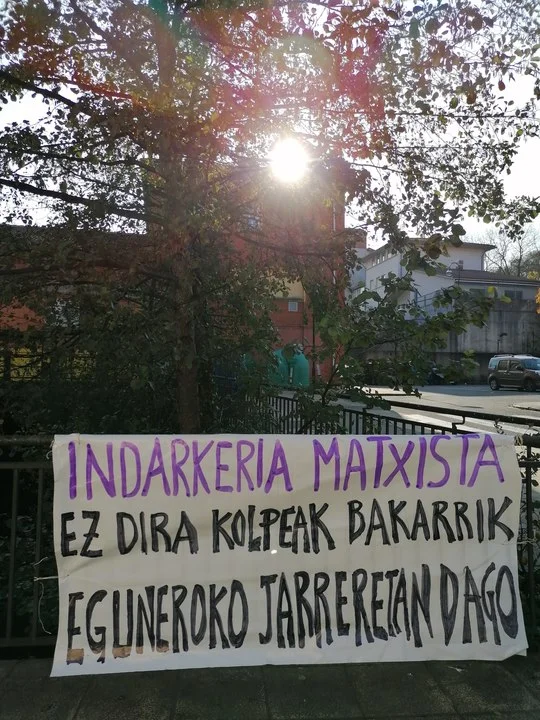 INDARKERIA MATXISTA
EZ DIRA KOLPEAK BAKARRIK
EGUNEROKO JARRERETAN DAGO